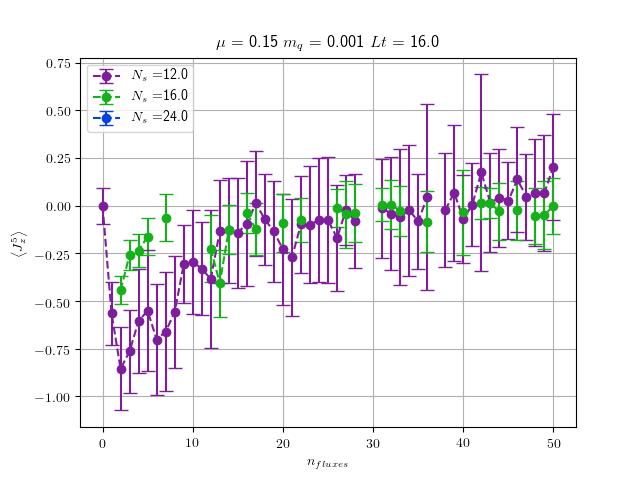 μ = 0.15 m_q = 0.001 Lt = 16.0
0.75
0.50
0.25
0.00
−0.25
−0.50
−0.75
−1.00
⟨J_z^5⟩
N_s =12.0
N_s =16.0
N_s =24.0
0 10 20 30 40 50
n_{fluxes}